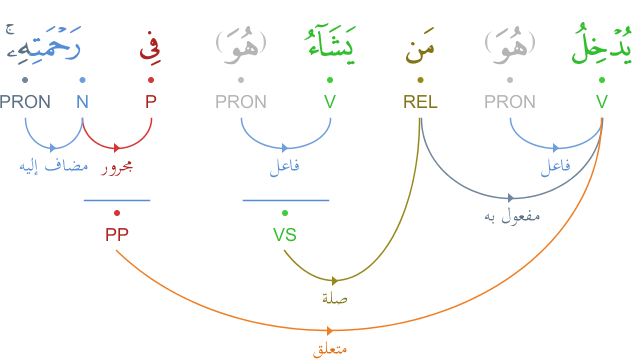 يُدْخِلُ (هُوَ) مَن يَشَآءُ (هُوَ) فِى رَحْمَتِهِۦ ۚ
V PRON REL V PRON P N PRON
فاعل فاعل مجرور مضاف إليه
مفعول به
VS PP
صلة
متعلق